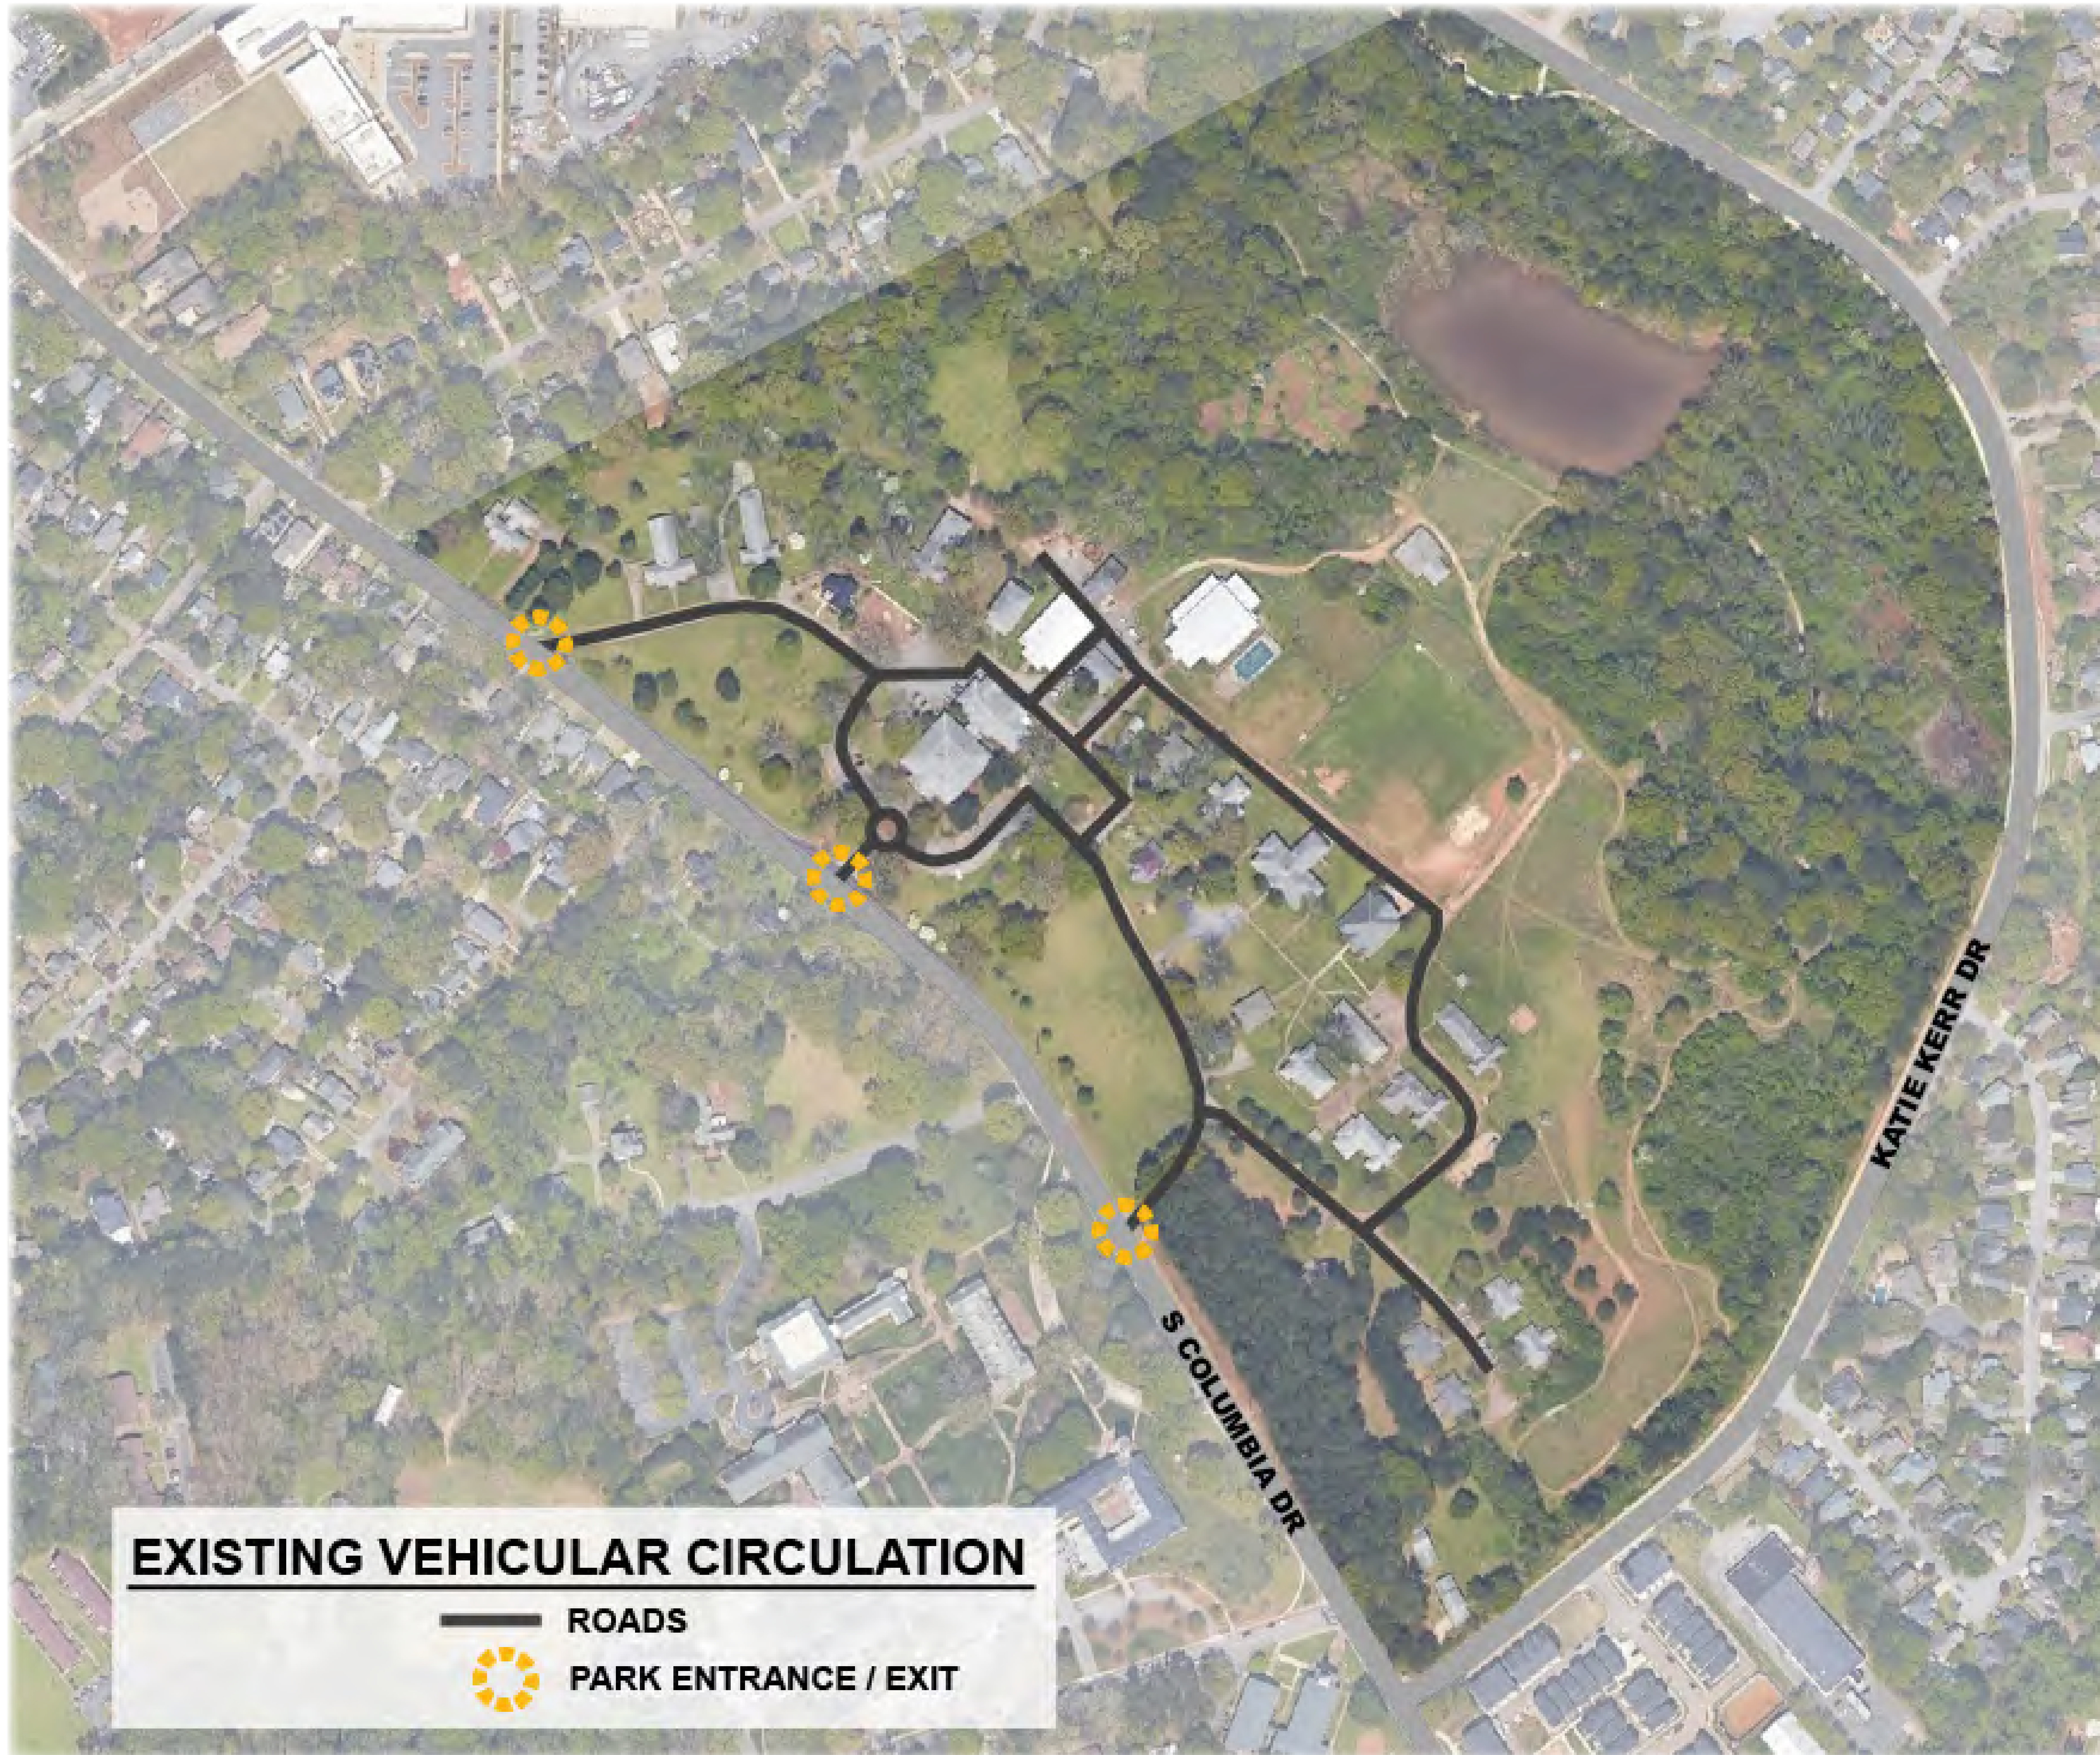 KATIE KERR DR
S COLUMBIA DR
EXISTING VEHICULAR CIRCULATION
ROADS
PARK ENTRANCE / EXIT